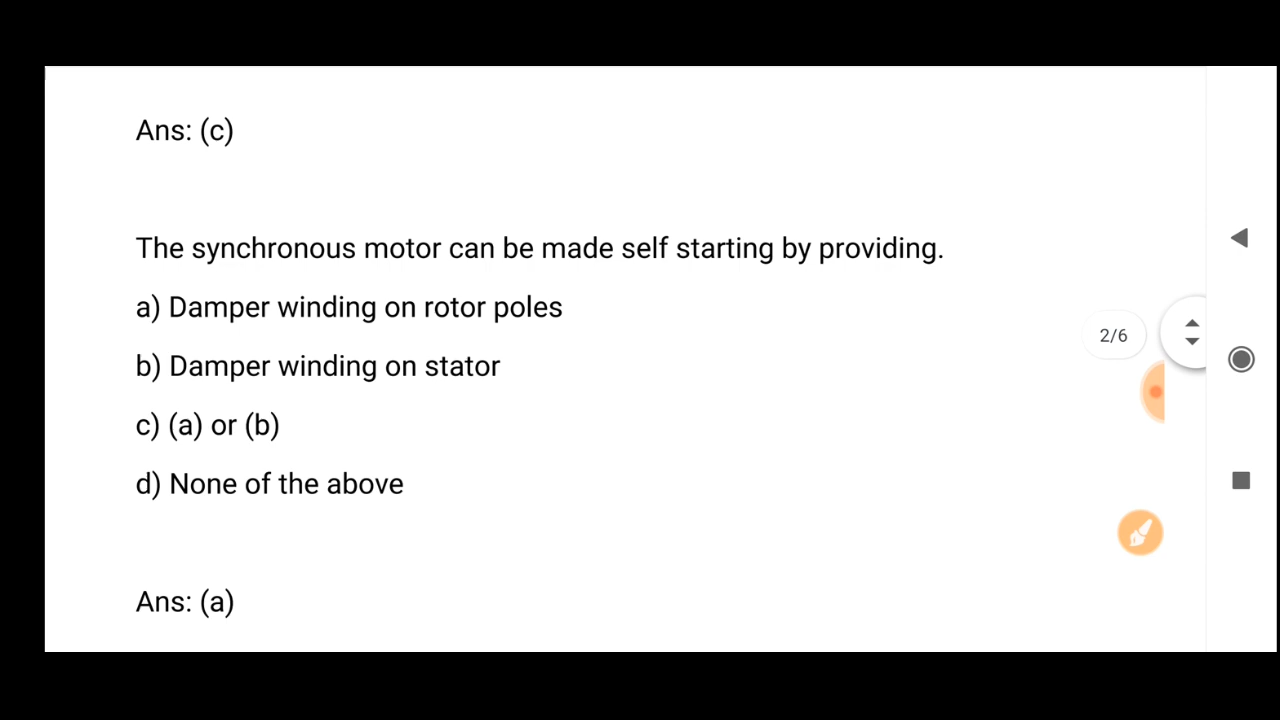 Ans: (c)
The synchronous motor can be made self starting by providing.
a) Damper winding on rotor poles
b) Damper winding on stator
2/6
c) (a) or (b)
d) None of the above
Ans: (a)